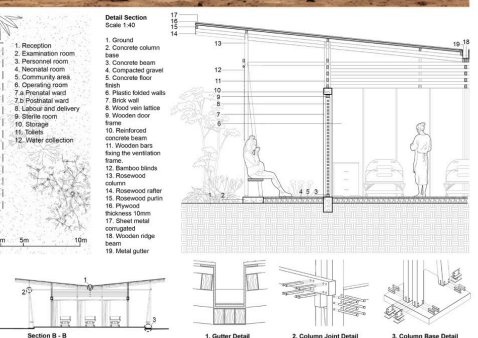 1. Reception
2. Examination room
3. Personnel room
4. Neonatal room
5. Community area
6. Operating room
7.a Prenatal ward
7.b Postnatal ward
8. Labour and delivery
9. Sterile room
10. Storage
11. Toilets
12. Water collection
m 5m 10m
Detail Section
Scale 1:40
1. Ground
2. Concrete column
base
3. Concrete beam
4. Compacted gravel
5. Concrete floor
finish
6. Plastic folded walls
7. Brick wall
8. Wood vein lattice
9. Wooden door
frame
10. Reinforced
concrete beam
11. Wooden bars
fixing the ventilation
frame.
12. Bamboo blinds
13. Rosewood
column
14. Rosewood rafter
15. Rosewood purlin
16. Plywood
thickness 10mm
17. Sheet metal
corrugated
18. Wooden ridge
beam
19. Metal gutter
17
16
15
14
13
12
11
10
9
8
7
6
1 2
4 5 3
18
19
1
2
3
Section B - B
1. Gutter Detail
2. Column Joint Detail
3. Column Base Detail